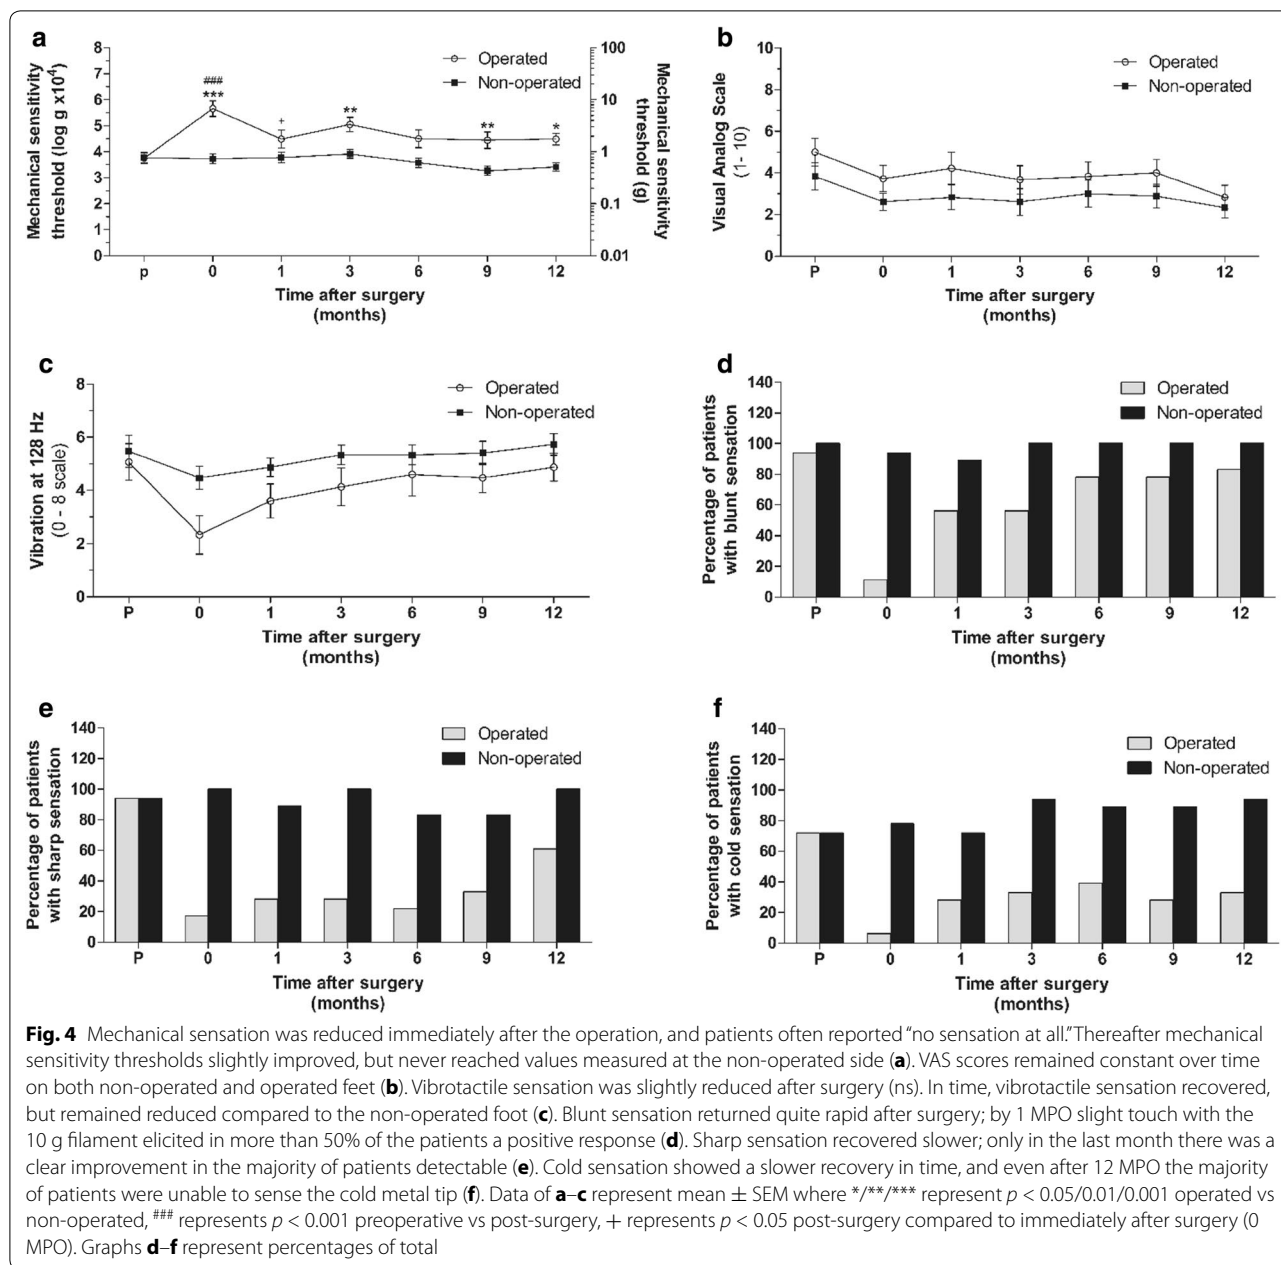 a
Mechanical sensitivity
threshold (log g x10⁴)
8
7
6
5
4
3
2
1
0
###
***
+
**
**
*
Operated
Non-operated
100
10
1
0.1
0.01
Mechanical sensitivity
threshold (g)
p 0 1 3 6 9 12
Time after surgery
(months)
b
Visual Analog Scale
(1- 10)
10
8
6
4
2
0
Operated
Non-operated
P 0 1 3 6 9 12
Time after surgery
(months)
c
Vibration at 128 Hz
(0 - 8 scale)
8
6
4
2
0
Operated
Non-operated
P 0 1 3 6 9 12
Time after surgery
(months)
d
Percentage of patients
with blunt sensation
140
120
100
80
60
40
20
0
Operated
Non-operated
P 0 1 3 6 9 12
Time after surgery
(months)
e
Percentage of patients
with sharp sensation
140
120
100
80
60
40
20
0
Operated
Non-operated
P 0 1 3 6 9 12
Time after surgery
(months)
f
Percentage of patients
with cold sensation
140
120
100
80
60
40
20
0
Operated
Non-operated
P 0 1 3 6 9 12
Time after surgery
(months)
Fig. 4 Mechanical sensation was reduced immediately after the operation, and patients often reported “no sensation at all.” Thereafter mechanical
sensitivity thresholds slightly improved, but never reached values measured at the non-operated side (a). VAS scores remained constant over time
on both non-operated and operated feet (b). Vibrotactile sensation was slightly reduced after surgery (ns). In time, vibrotactile sensation recovered,
but remained reduced compared to the non-operated foot (c). Blunt sensation returned quite rapid after surgery; by 1 MPO slight touch with the
10 g filament elicited in more than 50% of the patients a positive response (d). Sharp sensation recovered slower; only in the last month there was a
clear improvement in the majority of patients detectable (e). Cold sensation showed a slower recovery in time, and even after 12 MPO the majority
of patients were unable to sense the cold metal tip (f). Data of a–c represent mean ± SEM where */**/*** represent p < 0.05/0.01/0.001 operated vs
non-operated, ### represents p < 0.001 preoperative vs post-surgery, + represents p < 0.05 post-surgery compared to immediately after surgery (0
MPO). Graphs d–f represent percentages of total